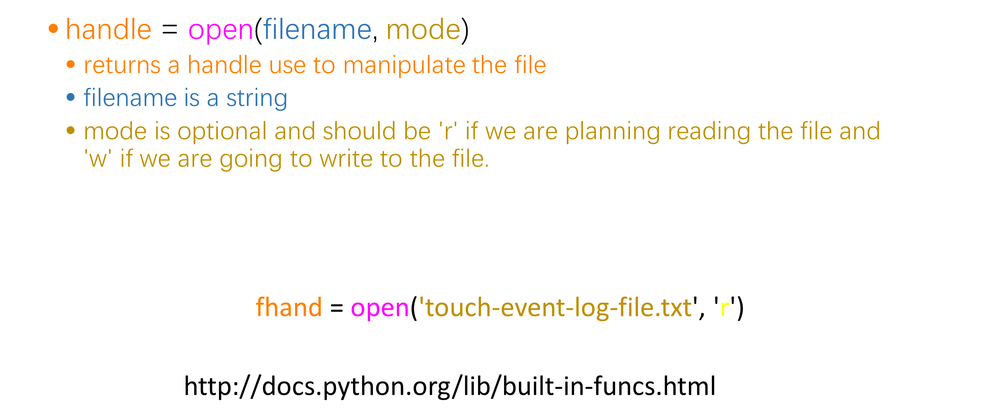 • handle = open(filename, mode)
• returns a handle use to manipulate the file
• filename is a string
• mode is optional and should be 'r' if we are planning reading the file and
'w' if we are going to write to the file.
fhand = open('touch-event-log-file.txt', 'r')
http://docs.python.org/lib/built-in-funcs.html